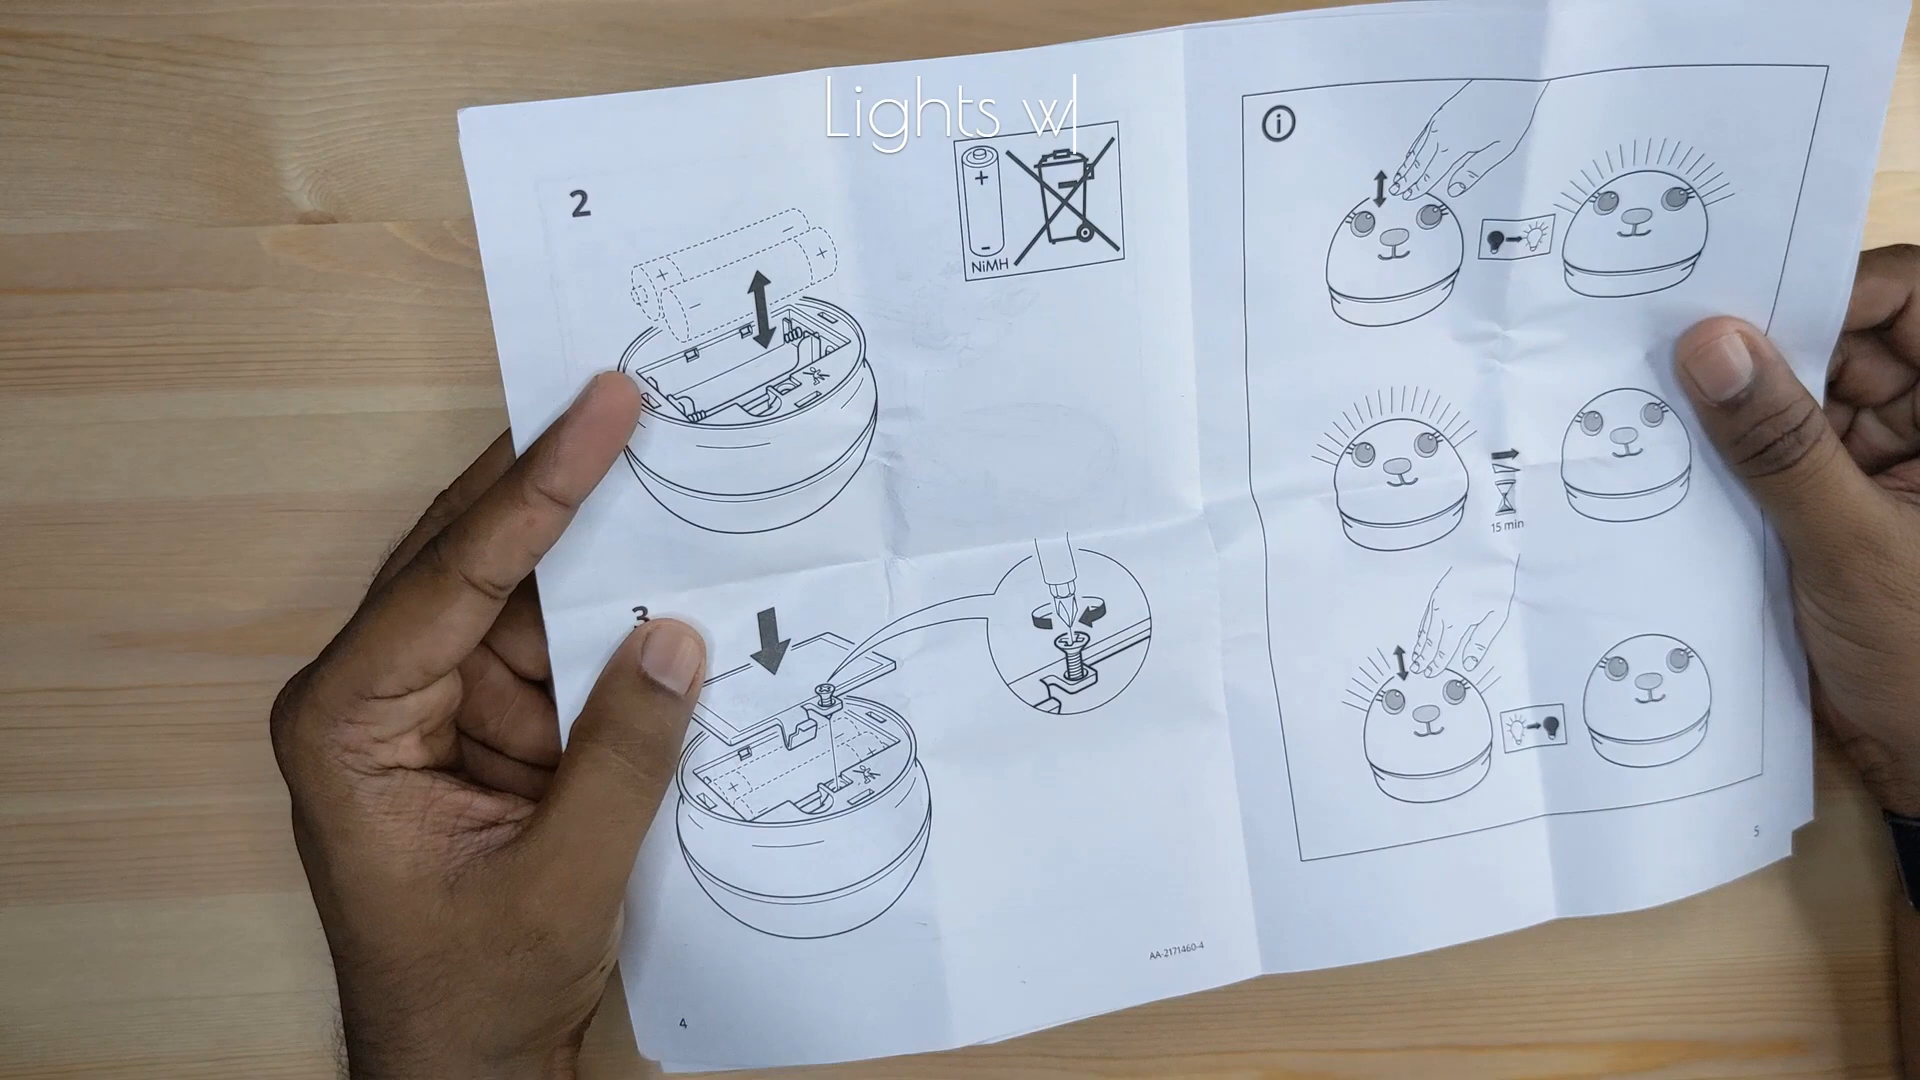 Lights w
2
+
-
NiMH
+
-
-
+
3
+
+
AA-2171460-4
4
i
15 min
5